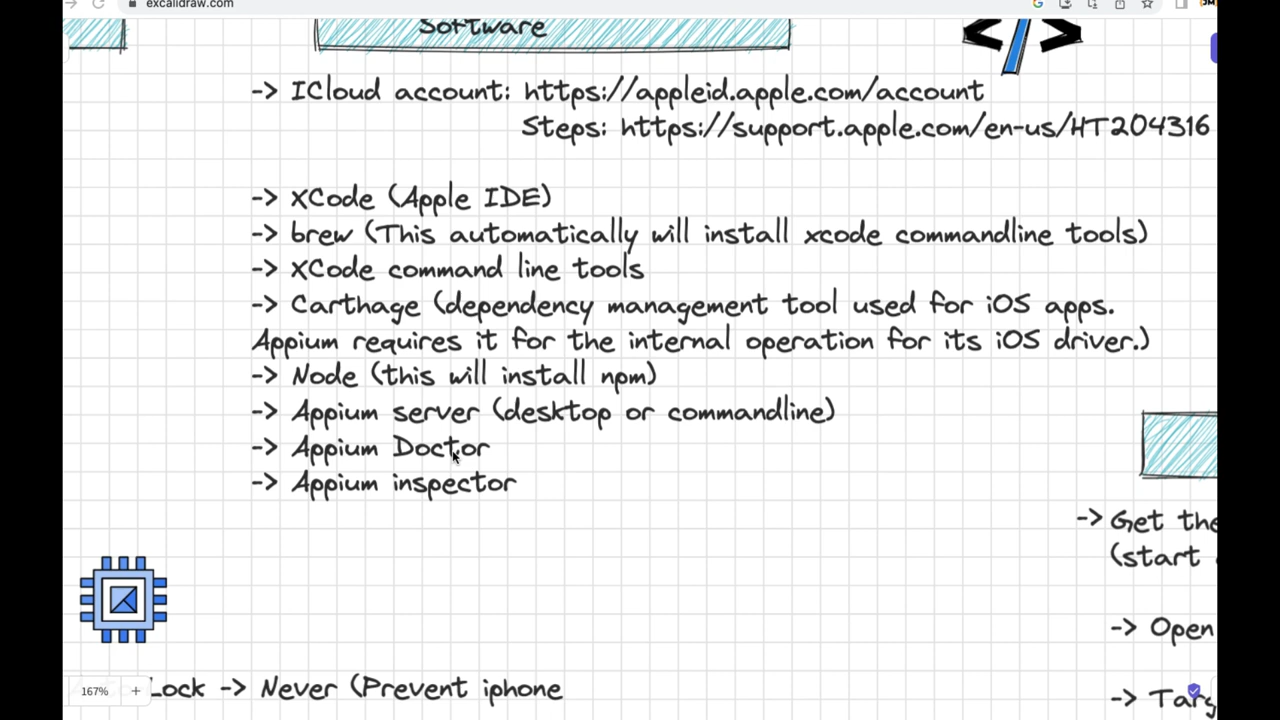 excalidraw.com
Software
-> ICloud account: https://appleid.apple.com/account
Steps: https://support.apple.com/en-us/HT204316
-> XCode (Apple IDE)
-> brew (This automatically will install xcode commandline tools)
-> XCode command line tools
-> Carthage (dependency management tool used for iOS apps.
Appium requires it for the internal operation for its iOS driver.)
-> Node (this will install npm)
-> Appium server (desktop or commandline)
-> Appium Doctor
-> Appium inspector
-> Get the
(start
-> Open
Lock -> Never (Prevent iphone
167% +
-> Targ